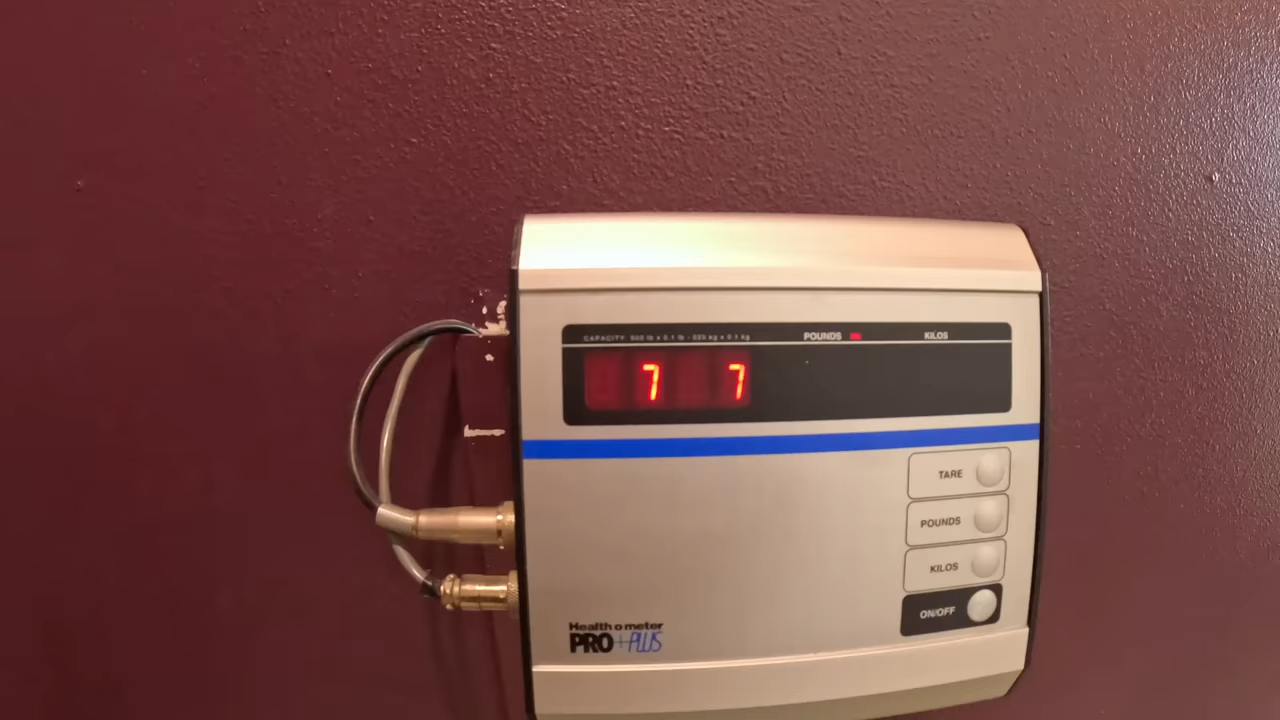 CAPACITY: 500 lb x 0.1 lb - 225 kg x 0.1 kg
POUNDS KILOS
7 7
TARE
POUNDS
KILOS
ON/OFF
Health o meter
PRO+PLUS